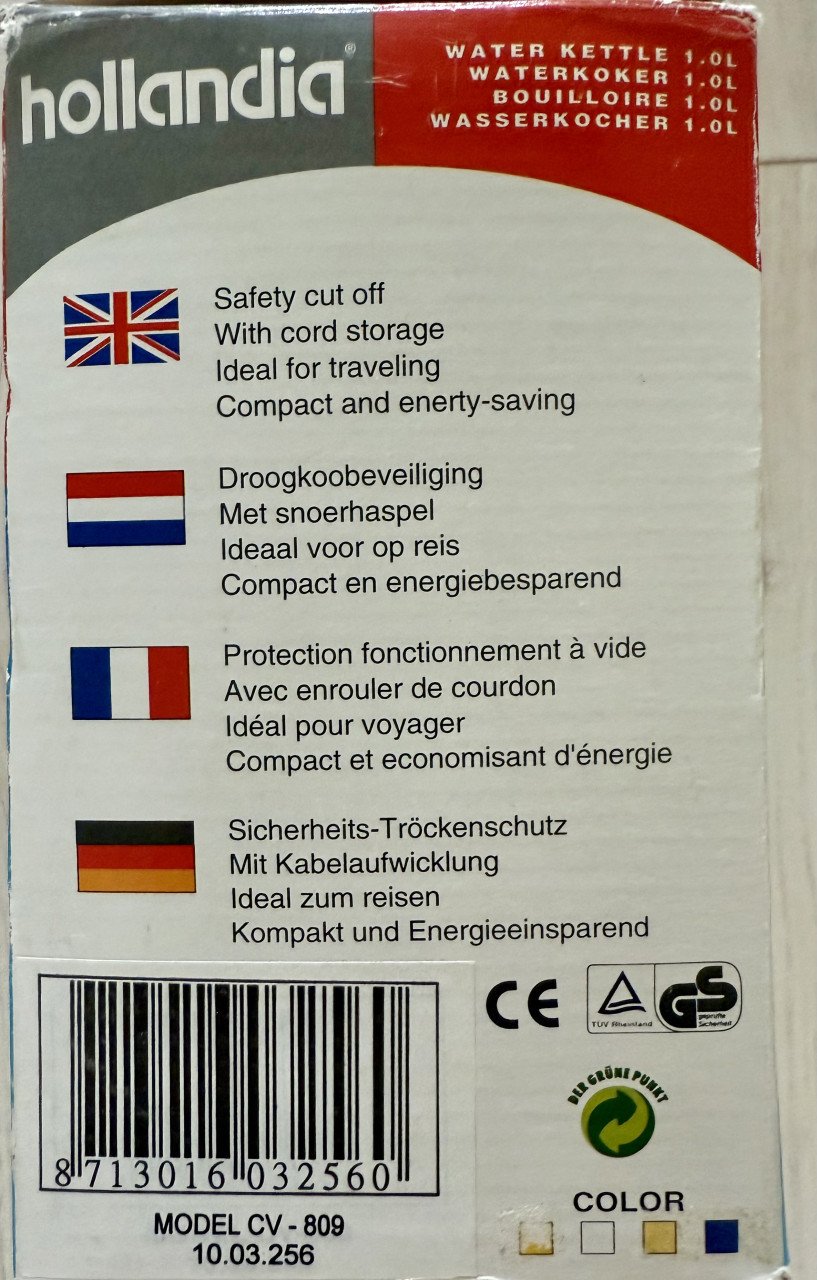 hollandia®
WATER KETTLE 1.0L
WATERKOKER 1.0L
BOUILLOIRE 1.0L
WASSERKOCHER 1.0L
Safety cut off
With cord storage
Ideal for traveling
Compact and enerty-saving
Droogkoobeveiliging
Met snoerhaspel
Ideaal voor op reis
Compact en energiebesparend
Protection fonctionnement à vide
Avec enrouler de courdon
Idéal pour voyager
Compact et economisant d'énergie
Sicherheits-Tröckenschutz
Mit Kabelaufwicklung
Ideal zum reisen
Kompakt und Energieeinsparend
CE
TÜV Rheinland
GS
geprüfte
Sicherheit
DER GRÜNE PUNKT
8 713016 032560
MODEL CV - 809
10.03.256
COLOR